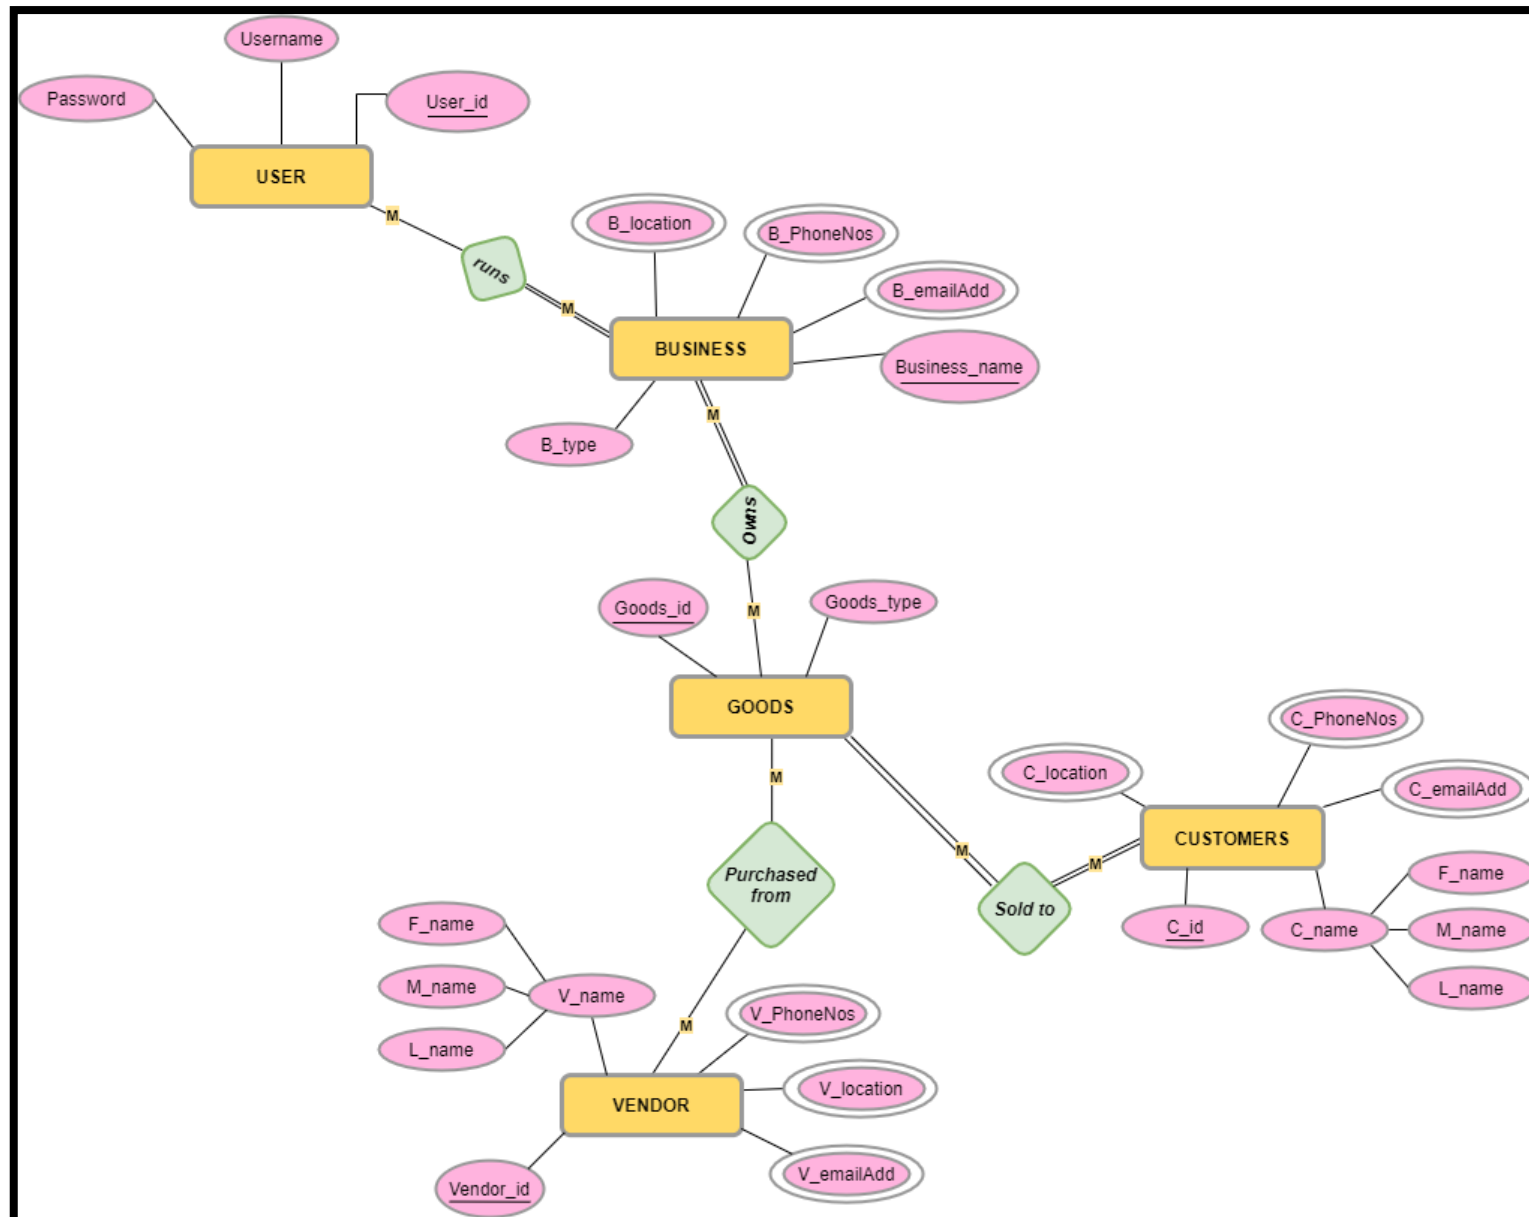 Username
Password
User_id
USER
M
runs
M
B_location
B_PhoneNos
B_emailAdd
BUSINESS
Business_name
B_type
M
Owns
M
Goods_id
Goods_type
GOODS
M
M
M
C_PhoneNos
C_location
C_emailAdd
CUSTOMERS
Purchased
from
Sold to
F_name
C_id
C_name
M_name
L_name
F_name
M_name
V_name
L_name
M
V_PhoneNos
V_location
VENDOR
V_emailAdd
Vendor_id